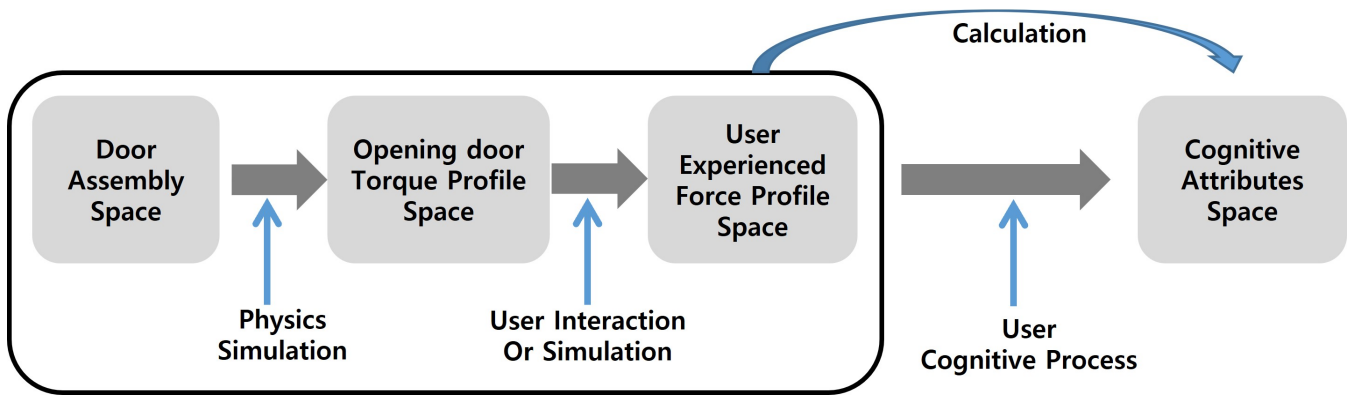 Calculation
Door
Assembly
Space
Opening door
Torque Profile
Space
User
Experienced
Force Profile
Space
Cognitive
Attributes
Space
Physics
Simulation
User Interaction
Or Simulation
User
Cognitive Process